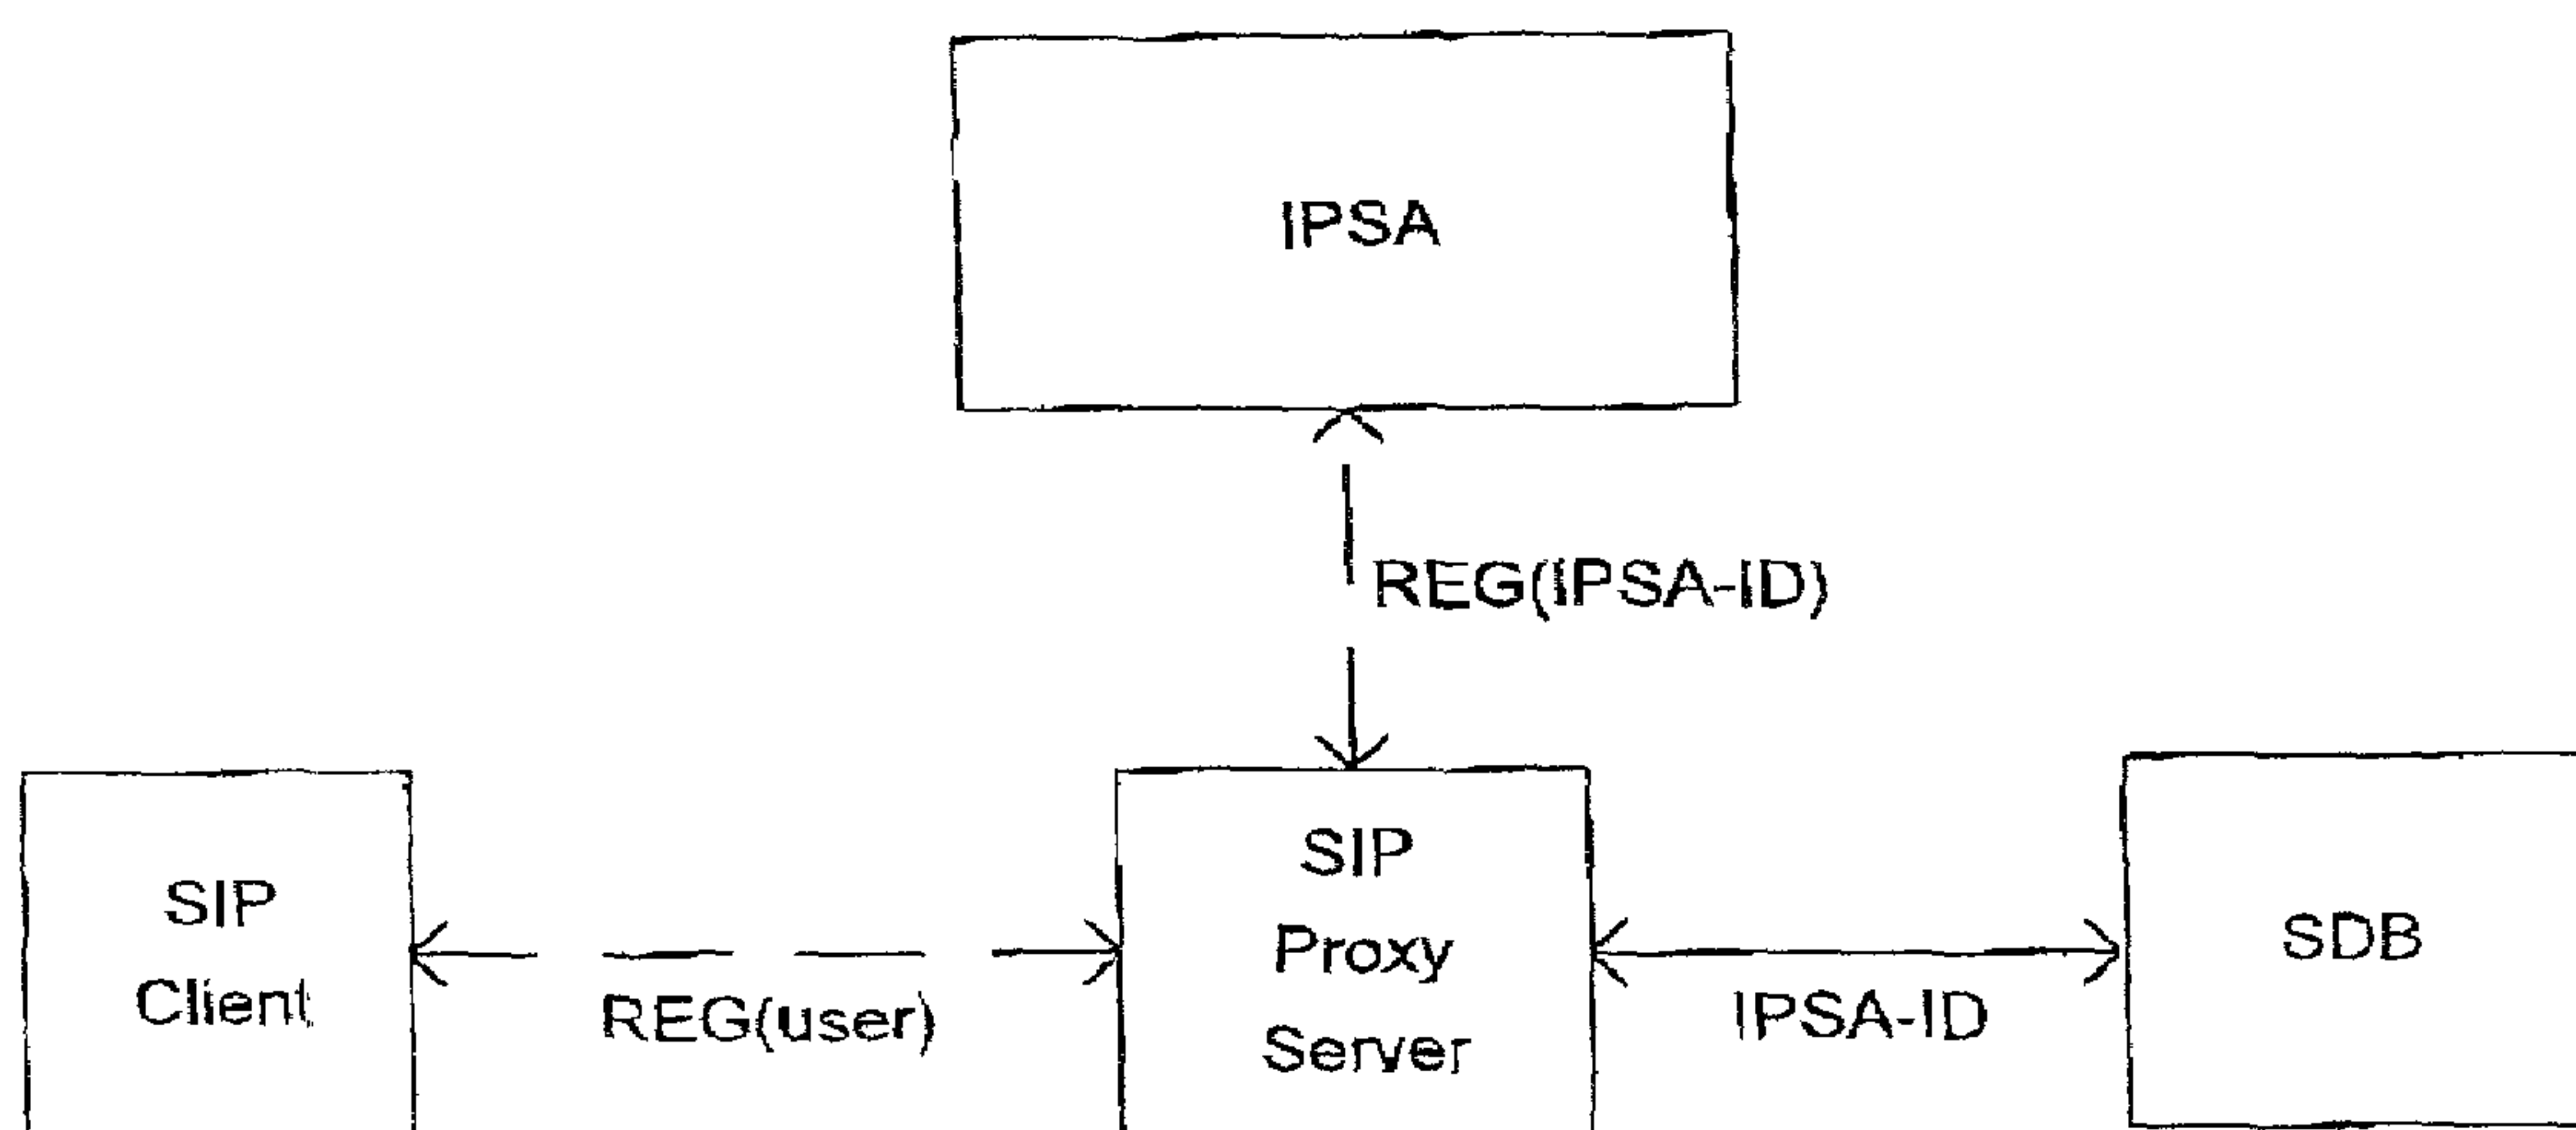 IPSA
REG(IPSA-ID)
SIP
Client
REG(user)
SIP
Proxy
Server
IPSA-ID
SDB